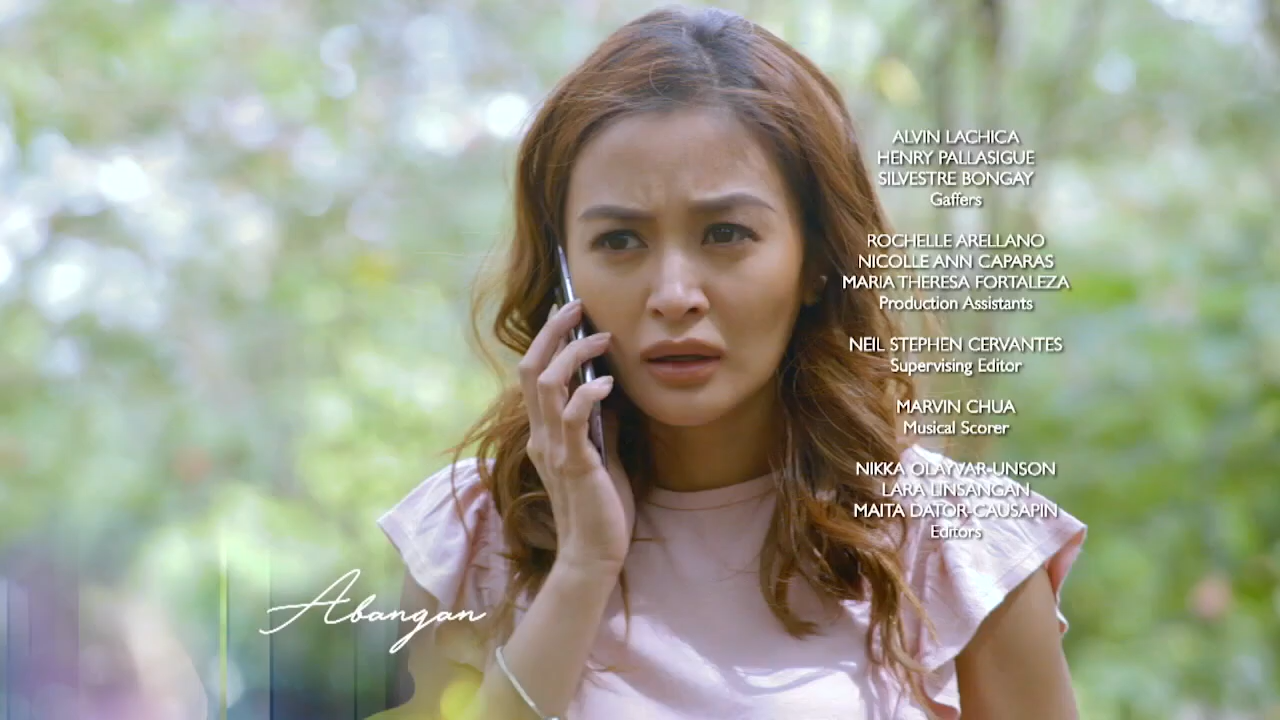 ALVIN LACHICA
HENRY PALLASIGUE
SILVESTRE BONGAY
Gaffers
ROCHELLE ARELLANO
NICOLLE ANN CAPARAS
MARIA THERESA FORTALEZA
Production Assistants
NEIL STEPHEN CERVANTES
Supervising Editor
MARVIN CHUA
Musical Scorer
NIKKA OLAYVAR-UNSON
LARA LINSANGAN
MAITA DATOR-CAUSAPIN
Editors
Abangan